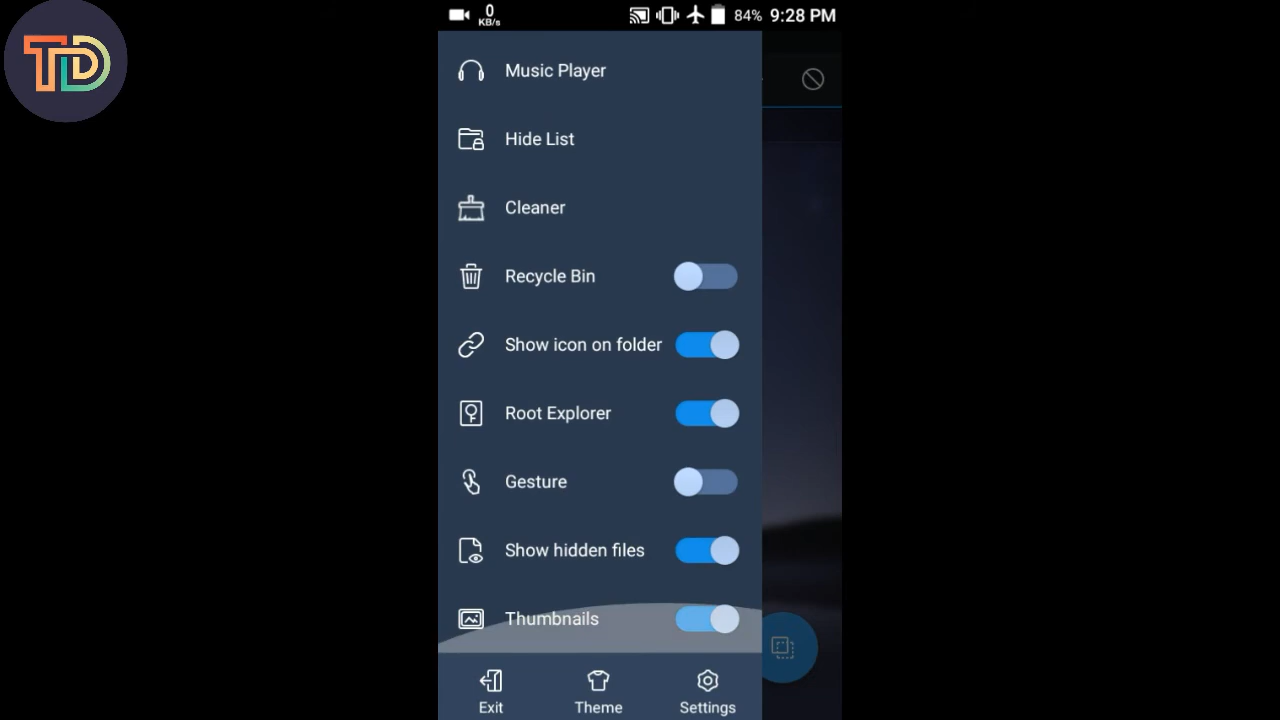 TD
0
KB/s
84% 9:28 PM
Music Player
Hide List
Cleaner
Recycle Bin
Show icon on folder
Root Explorer
Gesture
Show hidden files
Thumbnails
Exit
Theme
Settings